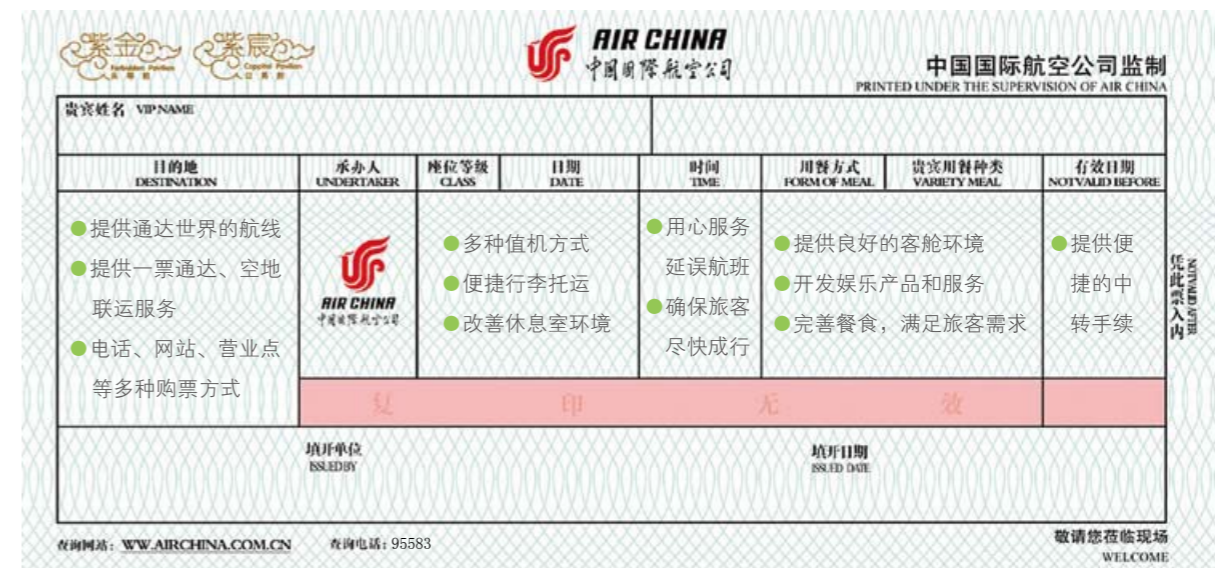 紫金 紫宸
Forbidden Pavilion Capital Pavilion
头等舱 公务舱
AIR CHINA
中国国际航空公司
中国国际航空公司监制
PRINTED UNDER THE SUPERVISION OF AIR CHINA
贵宾姓名 VIP NAME
目的地 承办人 座位等级 日期 时间 用餐方式 贵宾用餐种类 有效日期
DESTINATION UNDERTAKER CLASS DATE TIME FORM OF MEAL VARIETY MEAL NOT VALID BEFORE
●提供通达世界的航线
●提供一票通达、空地
联运服务
●电话、网站、营业点
等多种购票方式
AIR CHINA
中国国际航空公司
●多种值机方式
●便捷行李托运
●改善休息室环境
●用心服务
延误航班
●确保旅客
尽快成行
●提供良好的客舱环境
●开发娱乐产品和服务
●完善餐食，满足旅客需求
●提供便
捷的中
转手续
NOT VALID AFTER
凭此票入内
复 印 无 效
填开单位 填开日期
ISSUED BY ISSUED DATE
查询网站：WW.AIRCHINA.COM.CN 查询电话：95583
敬请您莅临现场
WELCOME